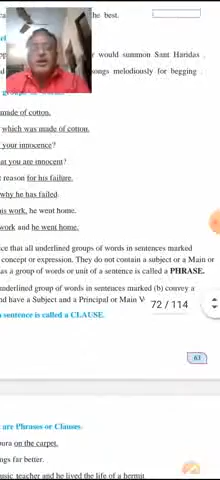 he best.
r would summon Sant Haridas .
songs melodiously for begging .
made of cotton.
which was made of cotton.
your innocence?
at you are innocent?
t reason for his failure.
why he has failed.
his work, he went home.
work and he went home.
ice that all underlined groups of words in sentences marked
concept or expression. They do not contain a subject or a Main or
as a group of words or unit of a sentence is called a PHRASE.
underlined group of words in sentences marked (b) convey a
nd have a Subject and a Principal or Main V
72 / 114
sentence is called a CLAUSE.
63
are Phrases or Clauses.
pura on the carpet.
ngs far better.
usic teacher and he lived the life of a hermit